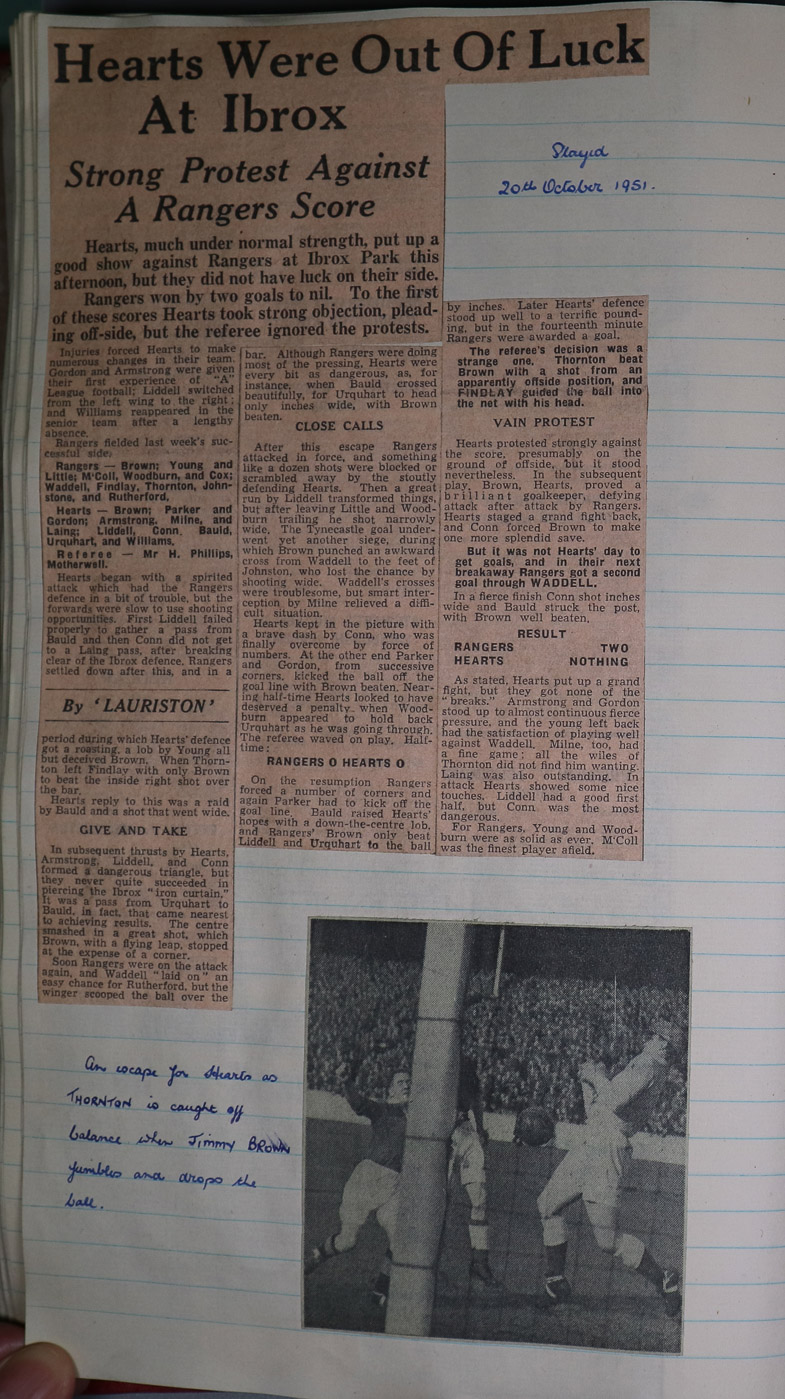 Hearts Were Out Of Luck
At Ibrox
Strong Protest Against
A Rangers Score
Played
20th October 1951.
Hearts, much under normal strength, put up a
good show against Rangers at Ibrox Park this
afternoon, but they did not have luck on their side.
Rangers won by two goals to nil. To the first
of these scores Hearts took strong objection, plead-
ing off-side, but the referee ignored the protests.
Injuries forced Hearts to make
numerous changes in their team.
Gordon and Armstrong were given
their first experience of "A"
League football; Liddell switched
from the left wing to the right;
and Williams reappeared in the
senior team after a lengthy
absence.
Rangers fielded last week's suc-
cessful side.
Rangers — Brown; Young and
Little; M'Coll, Woodburn, and Cox;
Waddell, Findlay, Thornton, John-
stone, and Rutherford.
Hearts — Brown; Parker and
Gordon; Armstrong, Milne, and
Laing; Liddell, Conn, Bauld,
Urquhart, and Williams.
Referee — Mr H. Phillips,
Motherwell.
Hearts began with a spirited
attack which had the Rangers
defence in a bit of trouble, but the
forwards were slow to use shooting
opportunities. First Liddell failed
properly to gather a pass from
Bauld and then Conn did not get
to a Laing pass, after breaking
clear of the Ibrox defence. Rangers
settled down after this, and in a
By 'LAURISTON'
period during which Hearts' defence
got a roasting, a lob by Young all
but deceived Brown. When Thorn-
ton left Findlay with only Brown
to beat the inside right shot over
the bar.
Hearts reply to this was a raid
by Bauld and a shot that went wide.
GIVE AND TAKE
In subsequent thrusts by Hearts,
Armstrong, Liddell, and Conn
formed a dangerous triangle, but
they never quite succeeded in
piercing the Ibrox "iron curtain."
It was a pass from Urquhart to
Bauld, in fact, that came nearest
to achieving results. The centre
smashed in a great shot, which
Brown, with a flying leap, stopped
at the expense of a corner.
Soon Rangers were on the attack
again, and Waddell "laid on" an
easy chance for Rutherford, but the
winger scooped the ball over the
bar. Although Rangers were doing
most of the pressing, Hearts were
every bit as dangerous, as, for
instance, when Bauld crossed
beautifully, for Urquhart to head
only inches wide, with Brown
beaten.
CLOSE CALLS
After this escape Rangers
attacked in force, and something
like a dozen shots were blocked or
scrambled away by the stoutly
defending Hearts. Then a great
run by Liddell transformed things,
but after leaving Little and Wood-
burn trailing he shot narrowly
wide. The Tynecastle goal under-
went yet another siege, during
which Brown punched an awkward
cross from Waddell to the feet of
Johnston, who lost the chance by
shooting wide. Waddell's crosses
were troublesome, but smart inter-
ception by Milne relieved a diffi-
cult situation.
Hearts kept in the picture with
a brave dash by Conn, who was
finally overcome by force of
numbers. At the other end Parker
and Gordon, from successive
corners, kicked the ball off the
goal line with Brown beaten. Near-
ing half-time Hearts looked to have
deserved a penalty when Wood-
burn appeared to hold back
Urquhart as he was going through.
The referee waved on play. Half-
time:
RANGERS 0 HEARTS 0
On the resumption Rangers
forced a number of corners and
again Parker had to kick off the
goal line. Bauld raised Hearts'
hopes with a down-the-centre lob,
and Rangers' Brown only beat
Liddell and Urquhart to the ball
by inches. Later Hearts' defence
stood up well to a terrific pound-
ing, but in the fourteenth minute
Rangers were awarded a goal.
The referee's decision was a
strange one. Thornton beat
Brown with a shot from an
apparently offside position, and
FINDLAY guided the ball into
the net with his head.
VAIN PROTEST
Hearts protested strongly against
the score, presumably on the
ground of offside, but it stood
nevertheless. In the subsequent
play, Brown, Hearts, proved a
brilliant goalkeeper, defying
attack after attack by Rangers.
Hearts staged a grand fight back,
and Conn forced Brown to make
one more splendid save.
But it was not Hearts' day to
get goals, and in their next
breakaway Rangers got a second
goal through WADDELL.
In a fierce finish Conn shot inches
wide and Bauld struck the post,
with Brown well beaten.
RESULT
RANGERS TWO
HEARTS NOTHING
As stated, Hearts put up a grand
fight, but they got none of the
"breaks." Armstrong and Gordon
stood up to almost continuous fierce
pressure, and the young left back
had the satisfaction of playing well
against Waddell. Milne, too, had
a fine game; all the wiles of
Thornton did not find him wanting.
Laing was also outstanding. In
attack Hearts showed some nice
touches. Liddell had a good first
half, but Conn was the most
dangerous.
For Rangers, Young and Wood-
burn were as solid as ever. M'Coll
was the finest player afield.
An escape for Hearts as
THORNTON is caught off
balance when JIMMY BROWN
fumbles and drops the
ball.